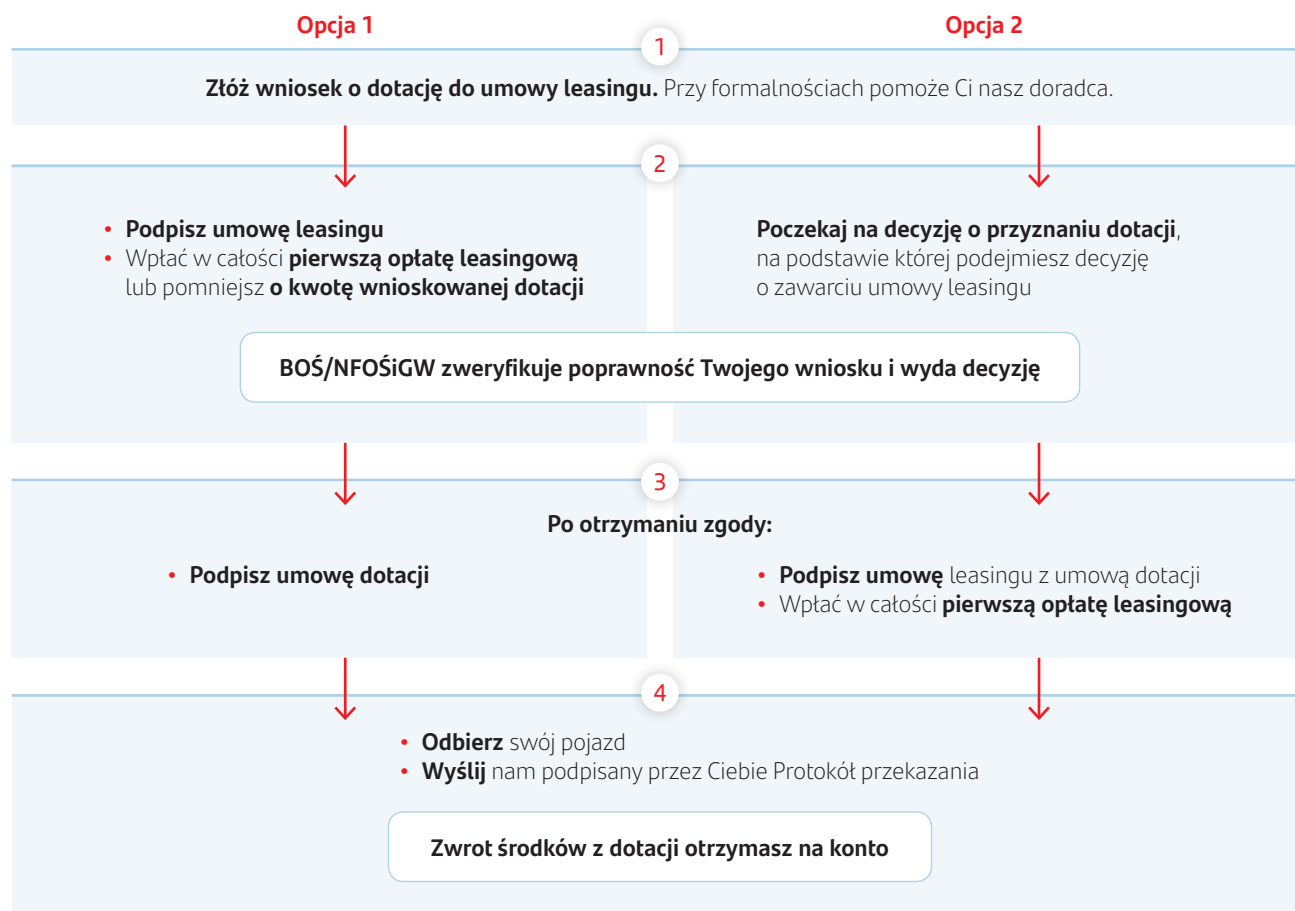 Opcja 1
Opcja 2
1
Złóż wniosek o dotację do umowy leasingu. Przy formalnościach pomoże Ci nasz doradca.
2
• Podpisz umowę leasingu
• Wpłać w całości pierwszą opłatę leasingową
lub pomniejsz o kwotę wnioskowanej dotacji
Poczekaj na decyzję o przyznaniu dotacji,
na podstawie której podejmiesz decyzję
o zawarciu umowy leasingu
BOŚ/NFOŚiGW zweryfikuje poprawność Twojego wniosku i wyda decyzję
3
Po otrzymaniu zgody:
• Podpisz umowę dotacji
• Podpisz umowę leasingu z umową dotacji
• Wpłać w całości pierwszą opłatę leasingową
4
• Odbierz swój pojazd
• Wyślij nam podpisany przez Ciebie Protokół przekazania
Zwrot środków z dotacji otrzymasz na konto